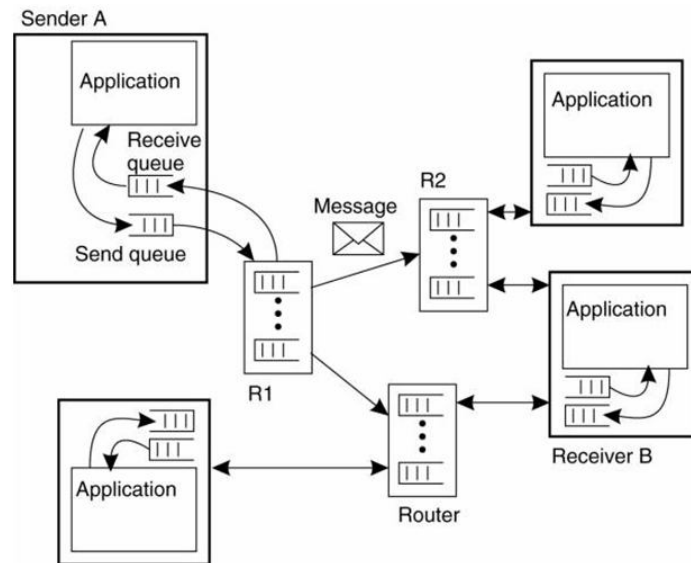 Sender A
Application
Receive
queue
Send queue
Message
R2
Application
R1
Application
Receiver B
Application
Router